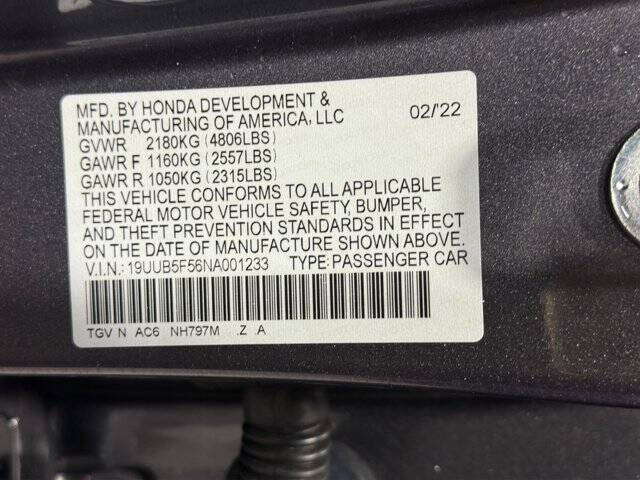 MFD. BY HONDA DEVELOPMENT &
MANUFACTURING OF AMERICA, LLC 02/'22
GVWR 2180KG (4806LBS)
GAWR F 1160KG (2557LBS)
GAWR R 1050KG (2315LBS)
THIS VEHICLE CONFORMS TO ALL APPLICABLE
FEDERAL MOTOR VEHICLE SAFETY, BUMPER,
AND THEFT PREVENTION STANDARDS IN EFFECT
ON THE DATE OF MANUFACTURE SHOWN ABOVE.
V.I.N.: 19UUB5F56NA001233 TYPE: PASSENGER CAR
TGV N AC6 NH797M .Z .A